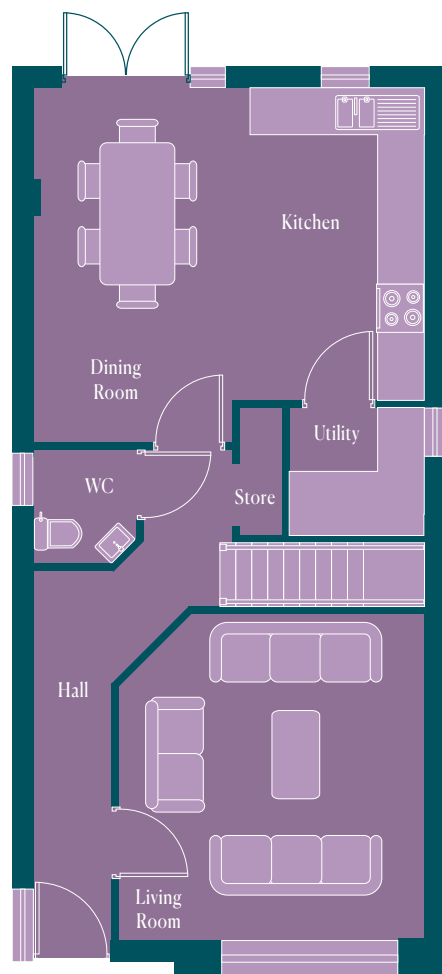 Kitchen
Dining
Room
Utility
WC
Store
Hall
Living
Room